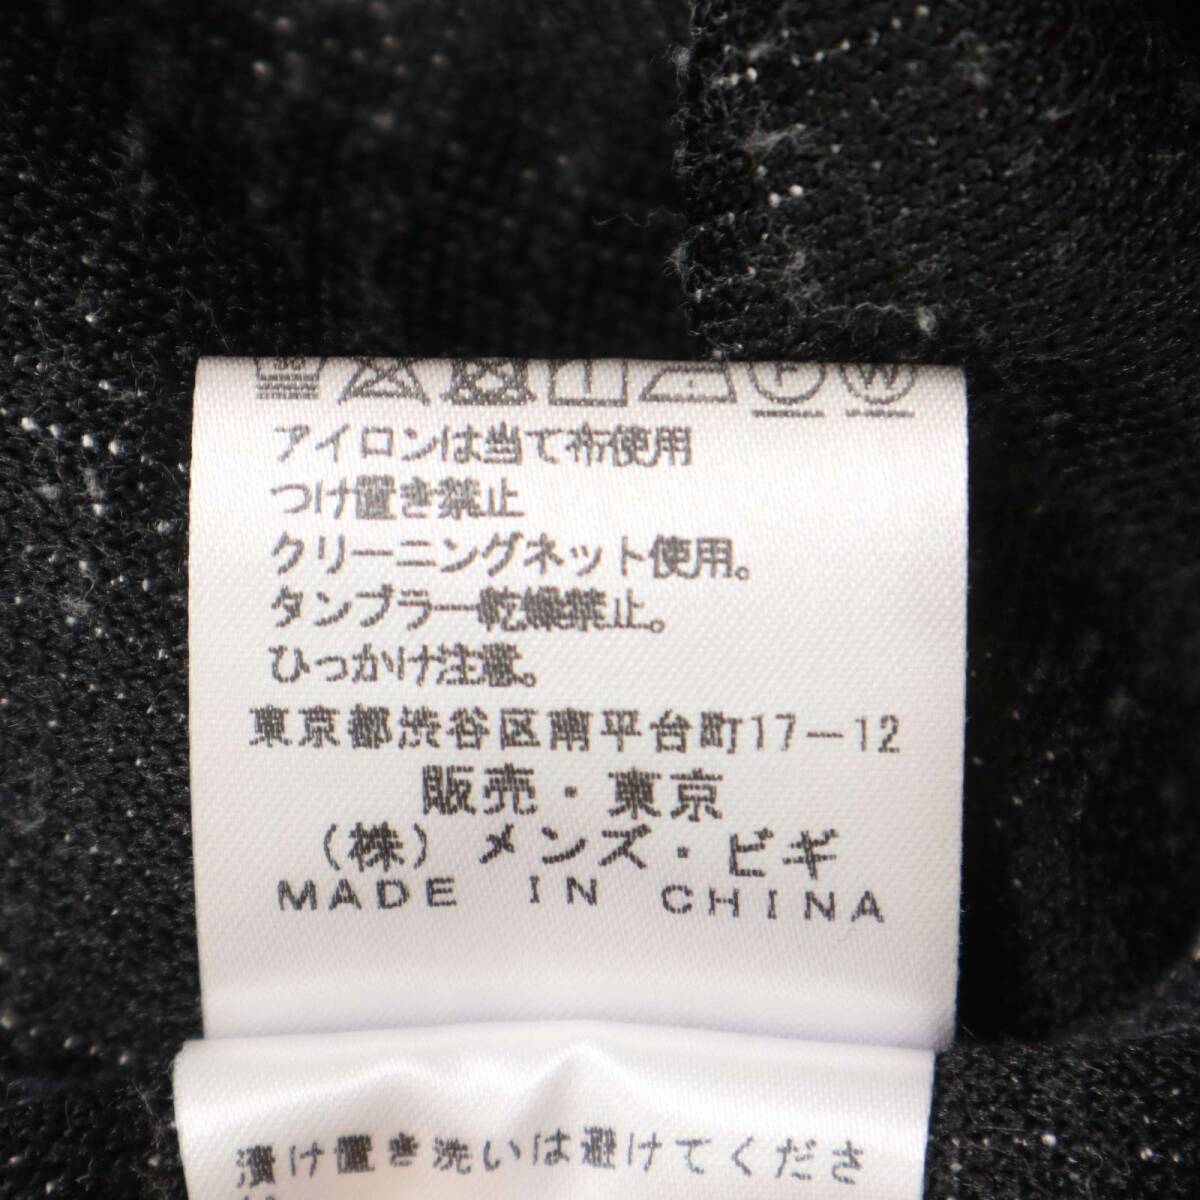 アイロンは当て布使用
つけ置き禁止
クリーニングネット使用。
タンブラー乾燥禁止。
ひっかけ注意。
東京都渋谷区南平台町17-12
販売・東京
(株)メンズ・ビギ
MADE IN CHINA
漬け置き洗いは避けてくださ